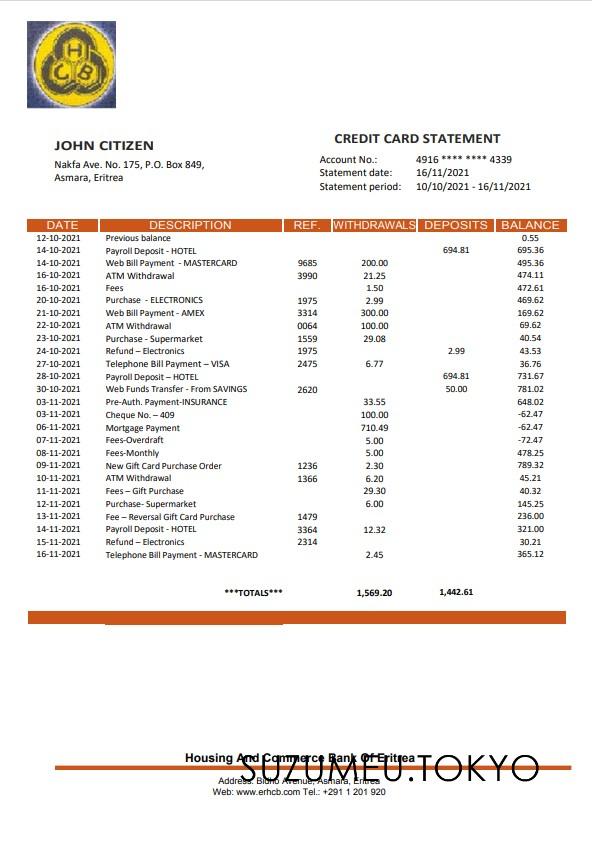 H
C B
JOHN CITIZEN
Nakfa Ave. No. 175, P.O. Box 849,
Asmara, Eritrea
CREDIT CARD STATEMENT
Account No.: 4916 **** **** 4339
Statement date: 16/11/2021
Statement period: 10/10/2021 - 16/11/2021
DATE DESCRIPTION REF. WITHDRAWALS DEPOSITS BALANCE
12-10-2021 Previous balance 0.55
14-10-2021 Payroll Deposit - HOTEL 694.81 695.36
14-10-2021 Web Bill Payment - MASTERCARD 9685 200.00 495.36
16-10-2021 ATM Withdrawal 3990 21.25 474.11
16-10-2021 Fees 1.50 472.61
20-10-2021 Purchase - ELECTRONICS 1975 2.99 469.62
21-10-2021 Web Bill Payment - AMEX 3314 300.00 169.62
22-10-2021 ATM Withdrawal 0064 100.00 69.62
23-10-2021 Purchase - Supermarket 1559 29.08 40.54
24-10-2021 Refund – Electronics 1975 2.99 43.53
27-10-2021 Telephone Bill Payment – VISA 2475 6.77 36.76
28-10-2021 Payroll Deposit – HOTEL 694.81 731.67
30-10-2021 Web Funds Transfer - From SAVINGS 2620 50.00 781.02
03-11-2021 Pre-Auth. Payment-INSURANCE 33.55 648.02
03-11-2021 Cheque No. – 409 100.00 -62.47
06-11-2021 Mortgage Payment 710.49 -62.47
07-11-2021 Fees-Overdraft 5.00 -72.47
08-11-2021 Fees-Monthly 5.00 478.25
09-11-2021 New Gift Card Purchase Order 1236 2.30 789.32
10-11-2021 ATM Withdrawal 1366 6.20 45.21
11-11-2021 Fees – Gift Purchase 29.30 40.32
12-11-2021 Purchase- Supermarket 6.00 145.25
13-11-2021 Fee – Reversal Gift Card Purchase 1479 236.00
14-11-2021 Payroll Deposit - HOTEL 3364 12.32 321.00
15-11-2021 Refund – Electronics 2314 30.21
16-11-2021 Telephone Bill Payment - MASTERCARD 2.45 365.12
***TOTALS*** 1,569.20 1,442.61
Housing And Commerce Bank Of Eritrea
SUZUMEU.TOKYO
Address: Bidho Avenue, Asmara, Eritrea
Web: www.erhcb.com Tel.: +291 1 201 920